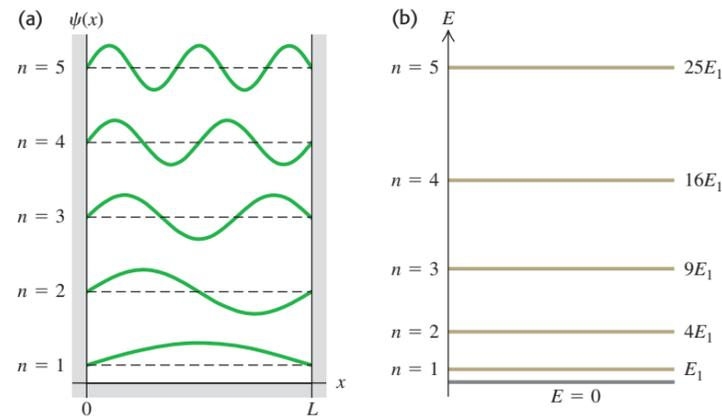 (a) ψ(x)
n = 5
n = 4
n = 3
n = 2
n = 1
x
0 L
(b) E
n = 5 25E₁
n = 4 16E₁
n = 3 9E₁
n = 2 4E₁
n = 1 E₁
E = 0